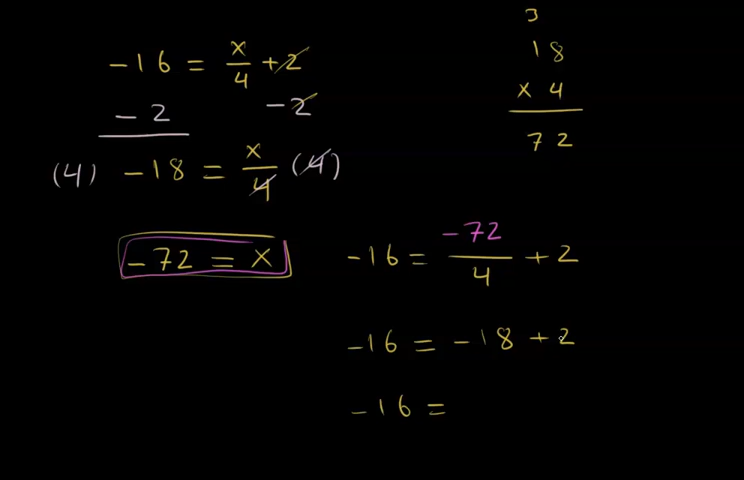 -16 = x/4 + 2
-2 -2
(4) -18 = x/4 (4)
-72 = x
3
18
x 4
72
-16 = -72/4 + 2
-16 = -18 + 2
-16 =